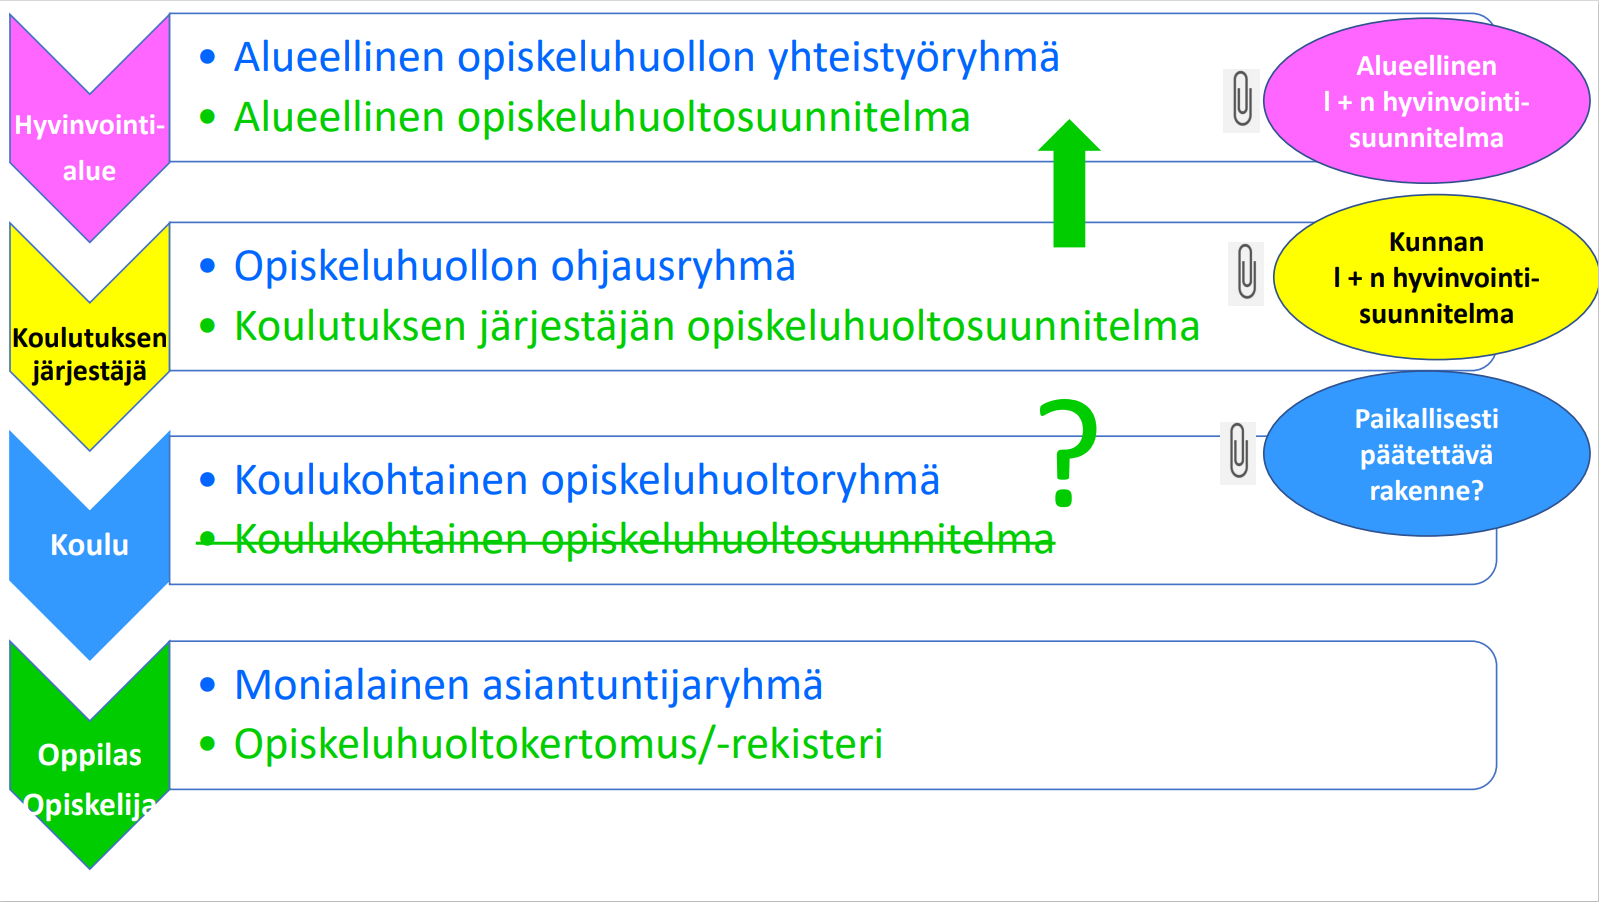 Hyvinvointi-
alue
• Alueellinen opiskeluhuollon yhteistyöryhmä
• Alueellinen opiskeluhuoltosuunnitelma
Alueellinen
l + n hyvinvointi-
suunnitelma
Koulutuksen
järjestäjä
• Opiskeluhuollon ohjausryhmä
• Koulutuksen järjestäjän opiskeluhuoltosuunnitelma
Kunnan
l + n hyvinvointi-
suunnitelma
Koulu
• Koulukohtainen opiskeluhuoltoryhmä
• Koulukohtainen opiskeluhuoltosuunnitelma
?
Paikallisesti
päätettävä
rakenne?
Oppilas
Opiskelija
• Monialainen asiantuntijaryhmä
• Opiskeluhuoltokertomus/-rekisteri